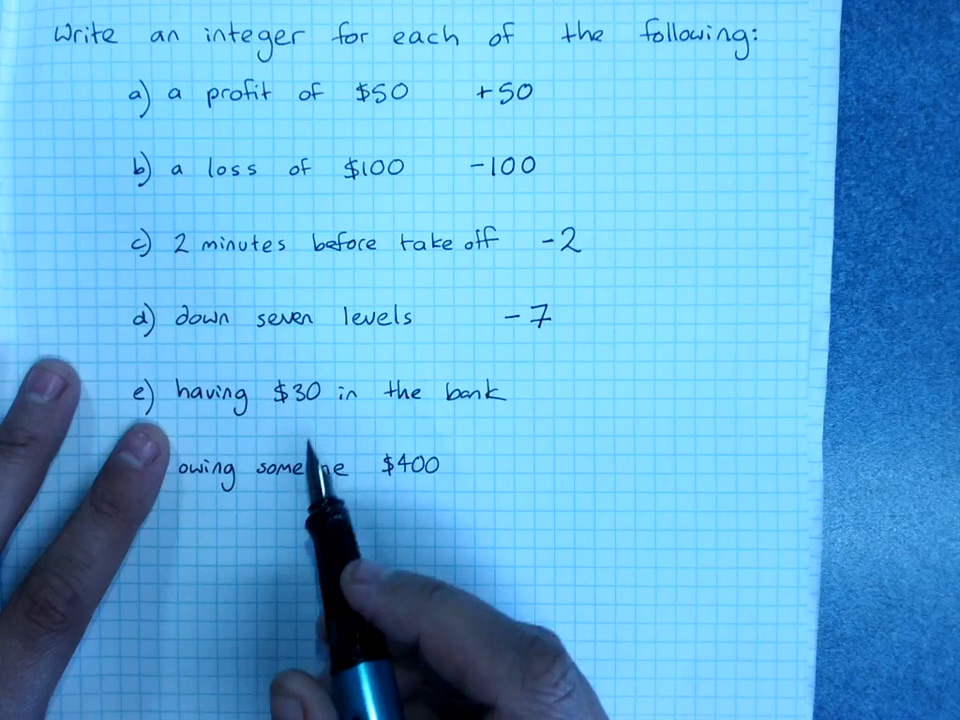 Write an integer for each of the following:
a) a profit of $50 +50
b) a loss of $100 -100
c) 2 minutes before take off -2
d) down seven levels -7
e) having $30 in the bank
owing $400